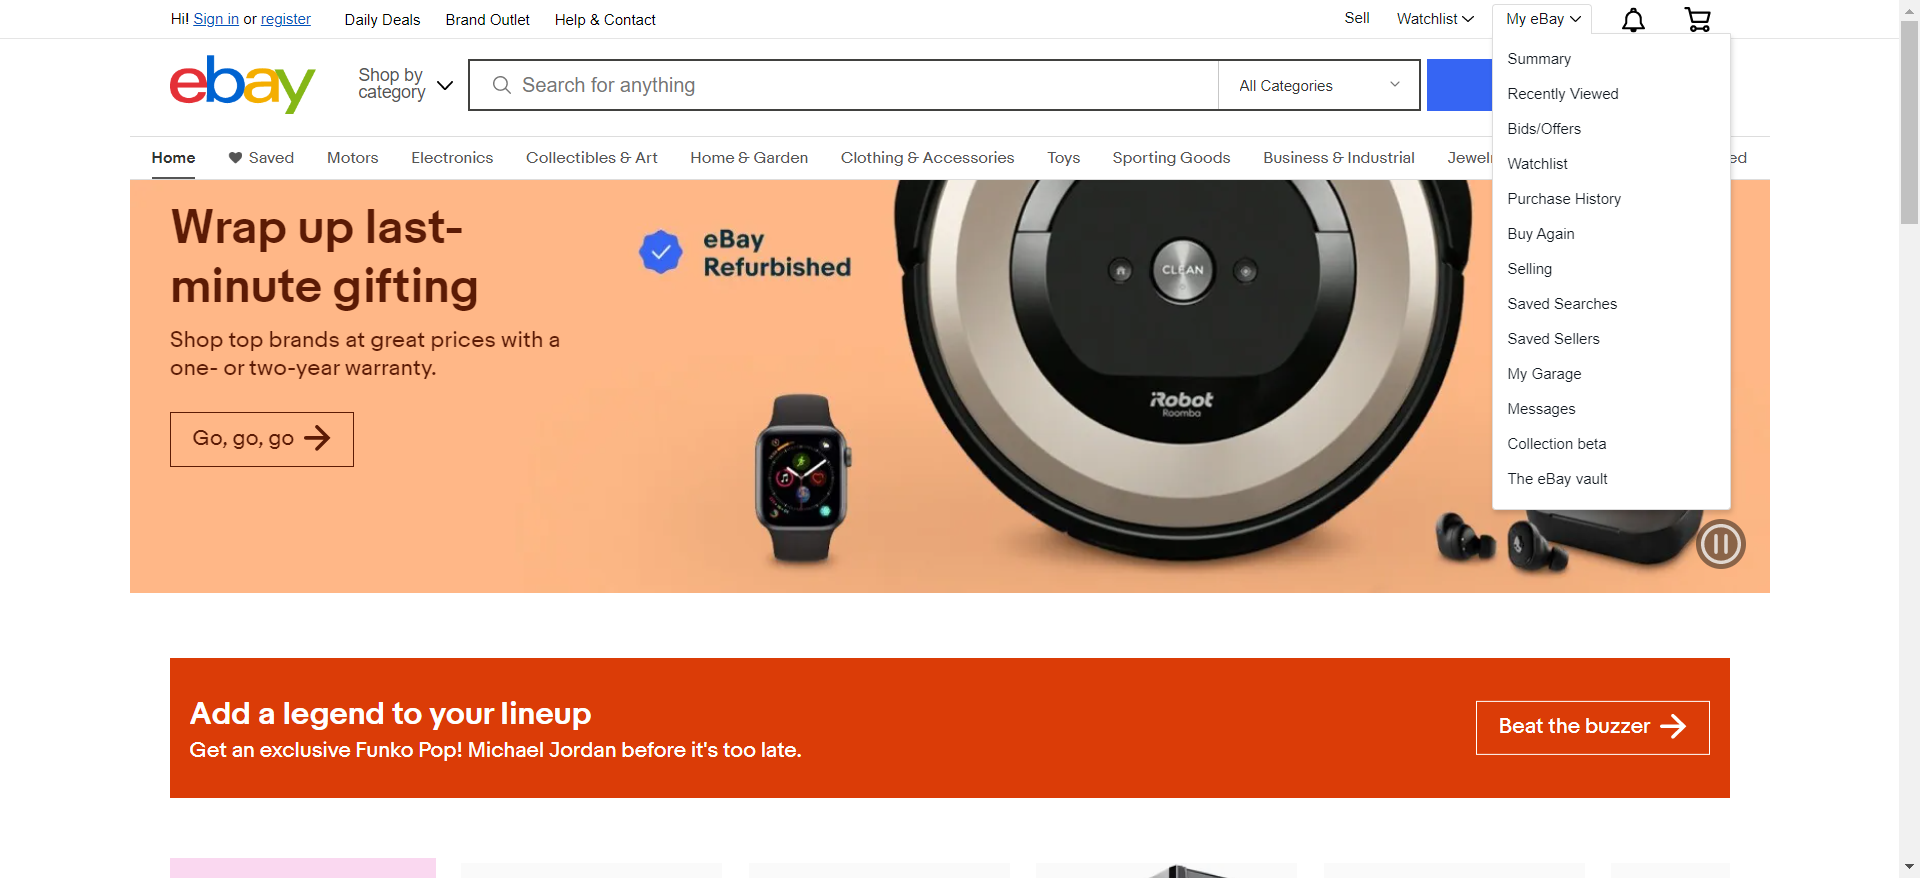 Hi! Sign in or register
Daily Deals
Brand Outlet
Help & Contact
Sell
Watchlist
My eBay
ebay
Shop by
category
Search for anything
All Categories
Summary
Recently Viewed
Bids/Offers
Watchlist
Purchase History
Buy Again
Selling
Saved Searches
Saved Sellers
My Garage
Messages
Collection beta
The eBay vault
Home
Saved
Motors
Electronics
Collectibles & Art
Home & Garden
Clothing & Accessories
Toys
Sporting Goods
Business & Industrial
Wrap up last-
minute gifting
Shop top brands at great prices with a
one- or two-year warranty.
Go, go, go
eBay
Refurbished
CLEAN
iRobot
Roomba
Add a legend to your lineup
Get an exclusive Funko Pop! Michael Jordan before it's too late.
Beat the buzzer